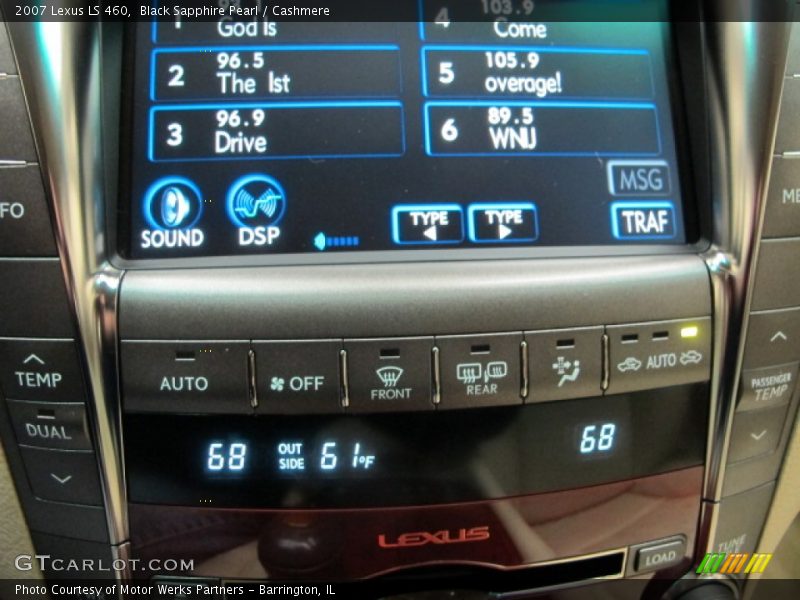 2007 Lexus LS 460, Black Sapphire Pearl / Cashmere
1
God Is
4
103.9
Come
2
96.5
The 1st
5
105.9
overage!
3
96.9
Drive
6
89.5
WNIJ
MSG
SOUND
DSP
TYPE
TYPE
TRAF
TEMP
DUAL
AUTO
OFF
FRONT
REAR
AUTO
PASSENGER
TEMP
68
OUT SIDE 61°F
68
LEXUS
LOAD
TUNE
GTCARLOT.COM
Photo Courtesy of Motor Werks Partners – Barrington, IL